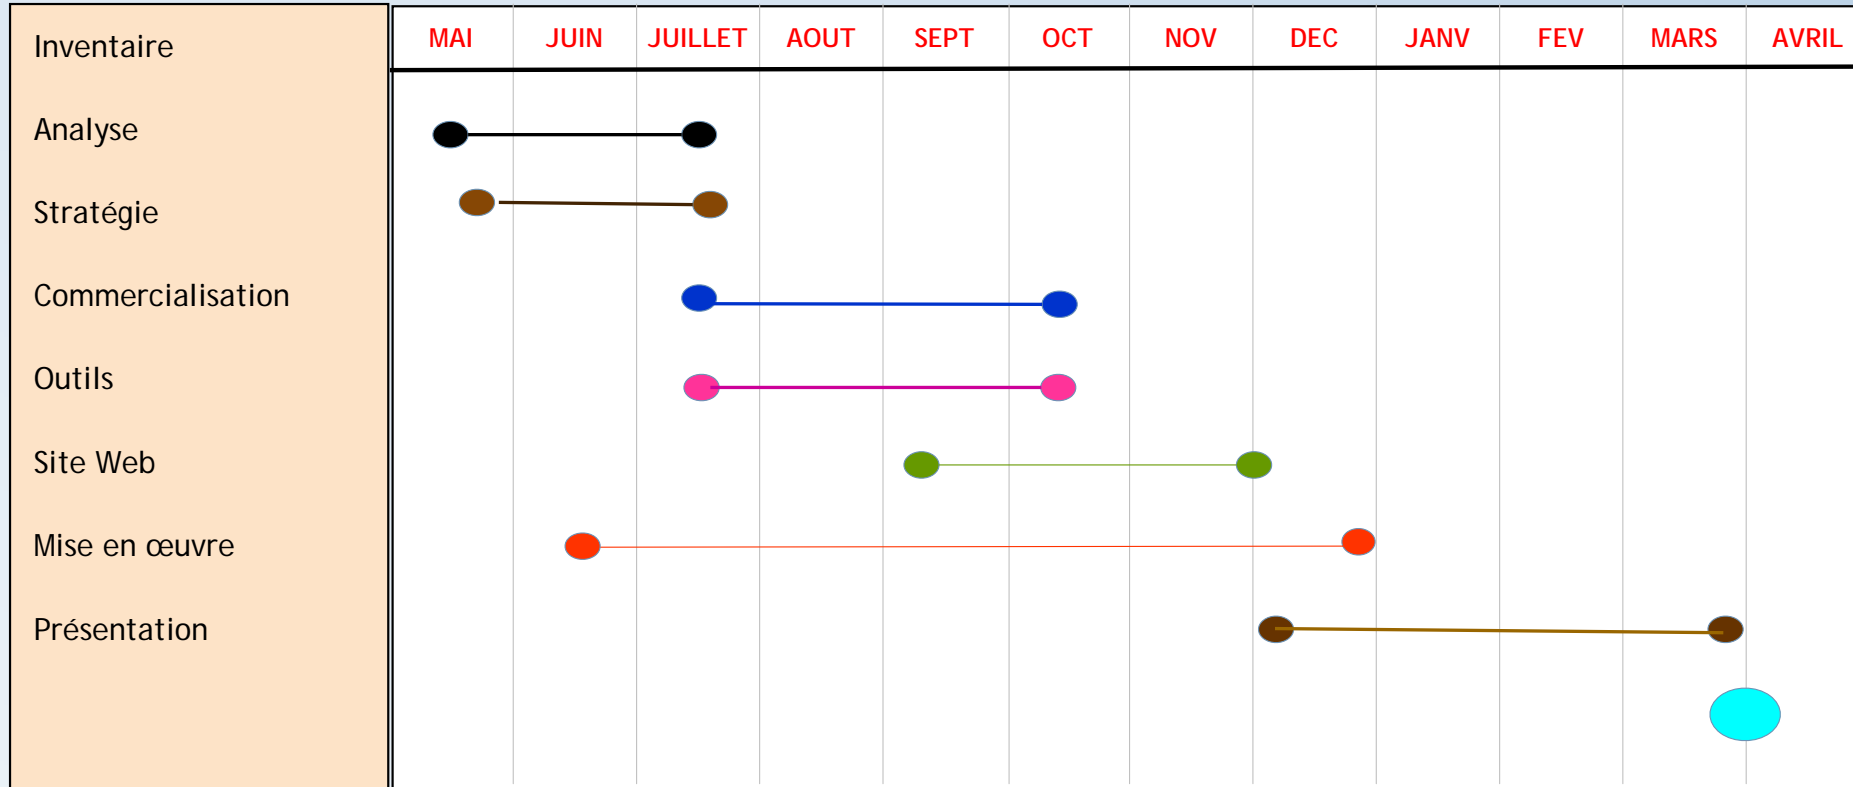 Inventaire
MAI JUIN JUILLET AOUT SEPT OCT NOV DEC JANV FEV MARS AVRIL
Analyse
Stratégie
Commercialisation
Outils
Site Web
Mise en œuvre
Présentation